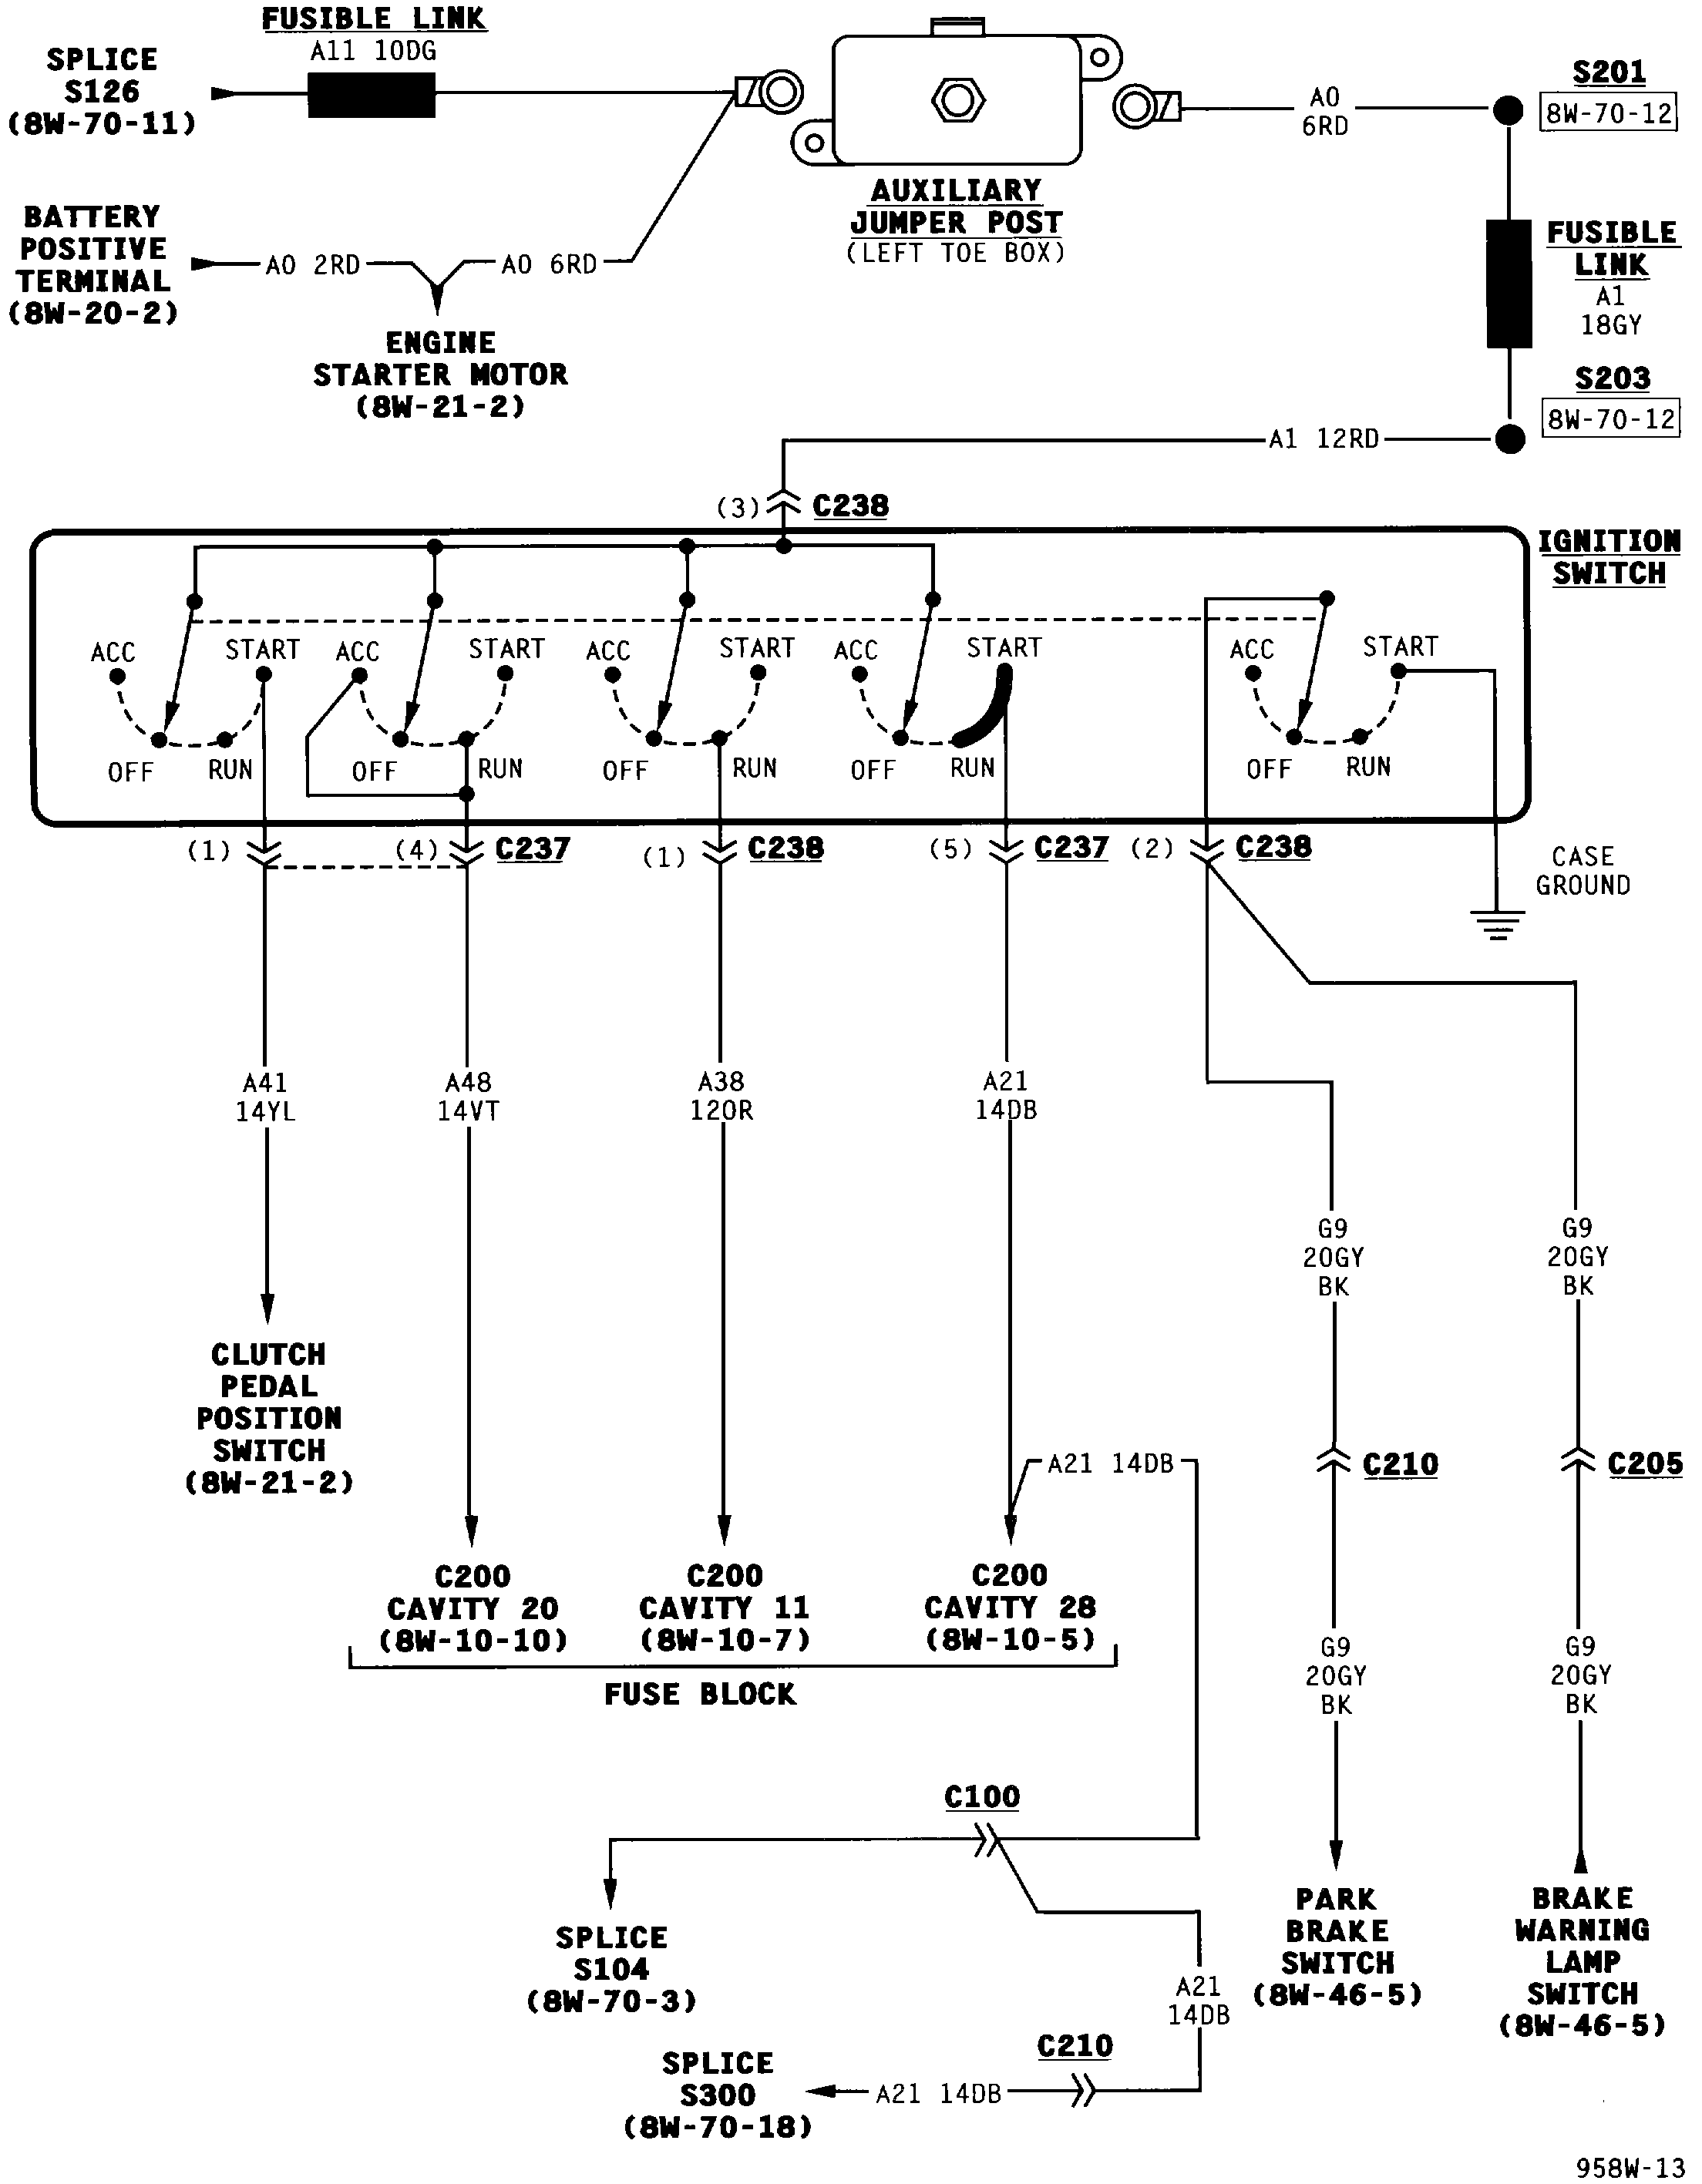 FUSIBLE LINK
A11 10DG
SPLICE
S126
(8W-70-11)
BATTERY
POSITIVE
TERMINAL
(8W-20-2)
A0 2RD
A0 6RD
ENGINE
STARTER MOTOR
(8W-21-2)
AUXILIARY
JUMPER POST
(LEFT TOE BOX)
A0
6RD
S201
8W-70-12
FUSIBLE
LINK
A1
18GY
S203
8W-70-12
A1 12RD
(3)
C238
IGNITION
SWITCH
ACC
START
OFF
RUN
ACC
START
OFF
RUN
ACC
START
OFF
RUN
ACC
START
OFF
RUN
ACC
START
OFF
RUN
(1)
(4)
C237
(1)
C238
(5)
C237
(2)
C238
CASE
GROUND
A41
14YL
A48
14VT
A38
12OR
A21
14DB
G9
20GY
BK
G9
20GY
BK
CLUTCH
PEDAL
POSITION
SWITCH
(8W-21-2)
A21 14DB
C210
C205
C200
CAVITY 20
(8W-10-10)
C200
CAVITY 11
(8W-10-7)
C200
CAVITY 28
(8W-10-5)
FUSE BLOCK
G9
20GY
BK
G9
20GY
BK
C100
SPLICE
S104
(8W-70-3)
PARK
BRAKE
SWITCH
(8W-46-5)
BRAKE
WARNING
LAMP
SWITCH
(8W-46-5)
A21
14DB
C210
SPLICE
S300
(8W-70-18)
A21 14DB
958W-13